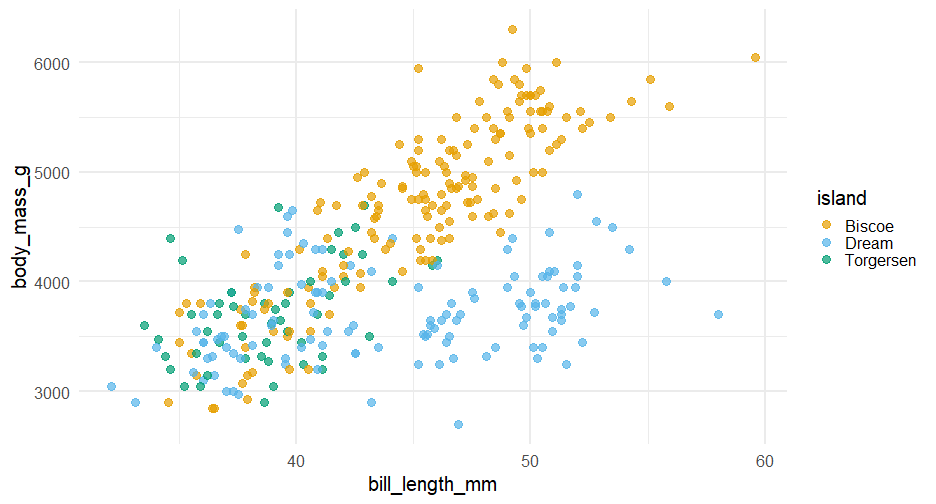 6000
5000
4000
3000
40
50
60
bill_length_mm
body_mass_g
island
Biscoe
Dream
Torgersen